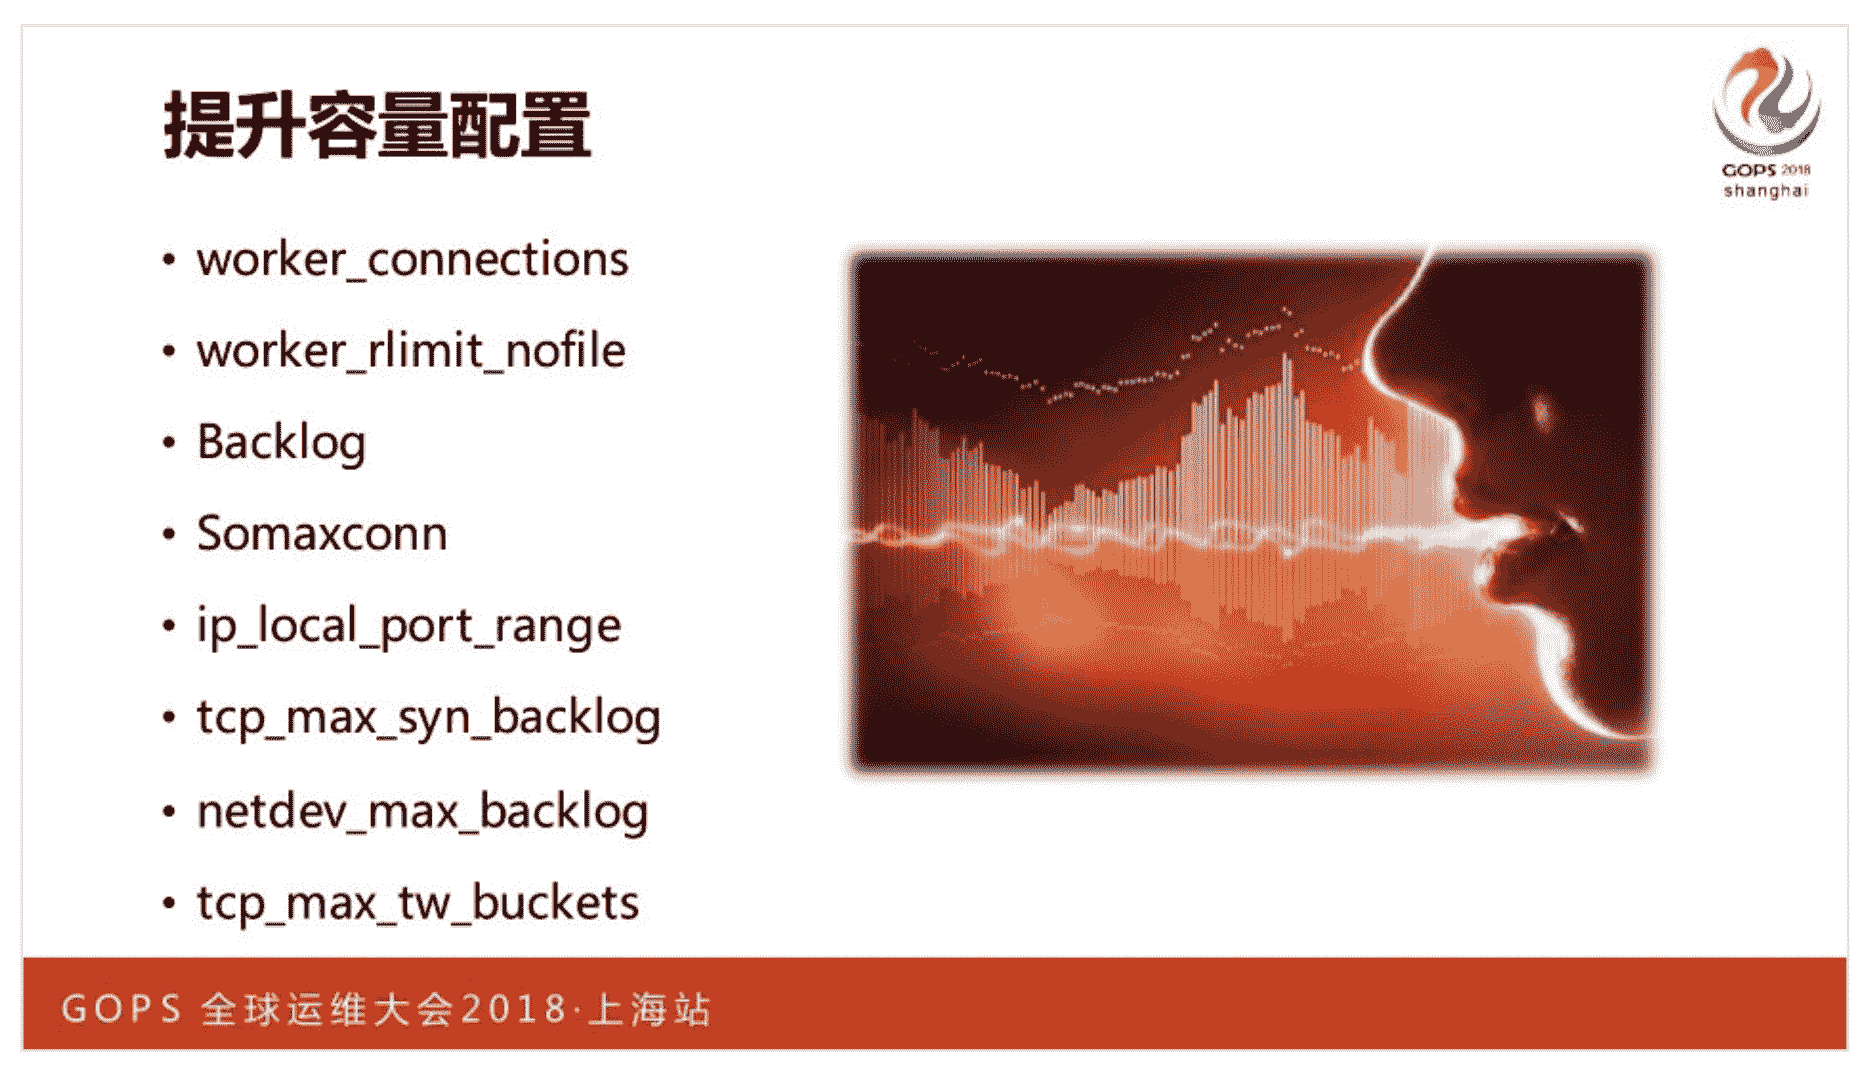 提升容量配置
GOPS 2018
shanghai
• worker_connections
• worker_rlimit_nofile
• Backlog
• Somaxconn
• ip_local_port_range
• tcp_max_syn_backlog
• netdev_max_backlog
• tcp_max_tw_buckets
GOPS 全球运维大会2018·上海站